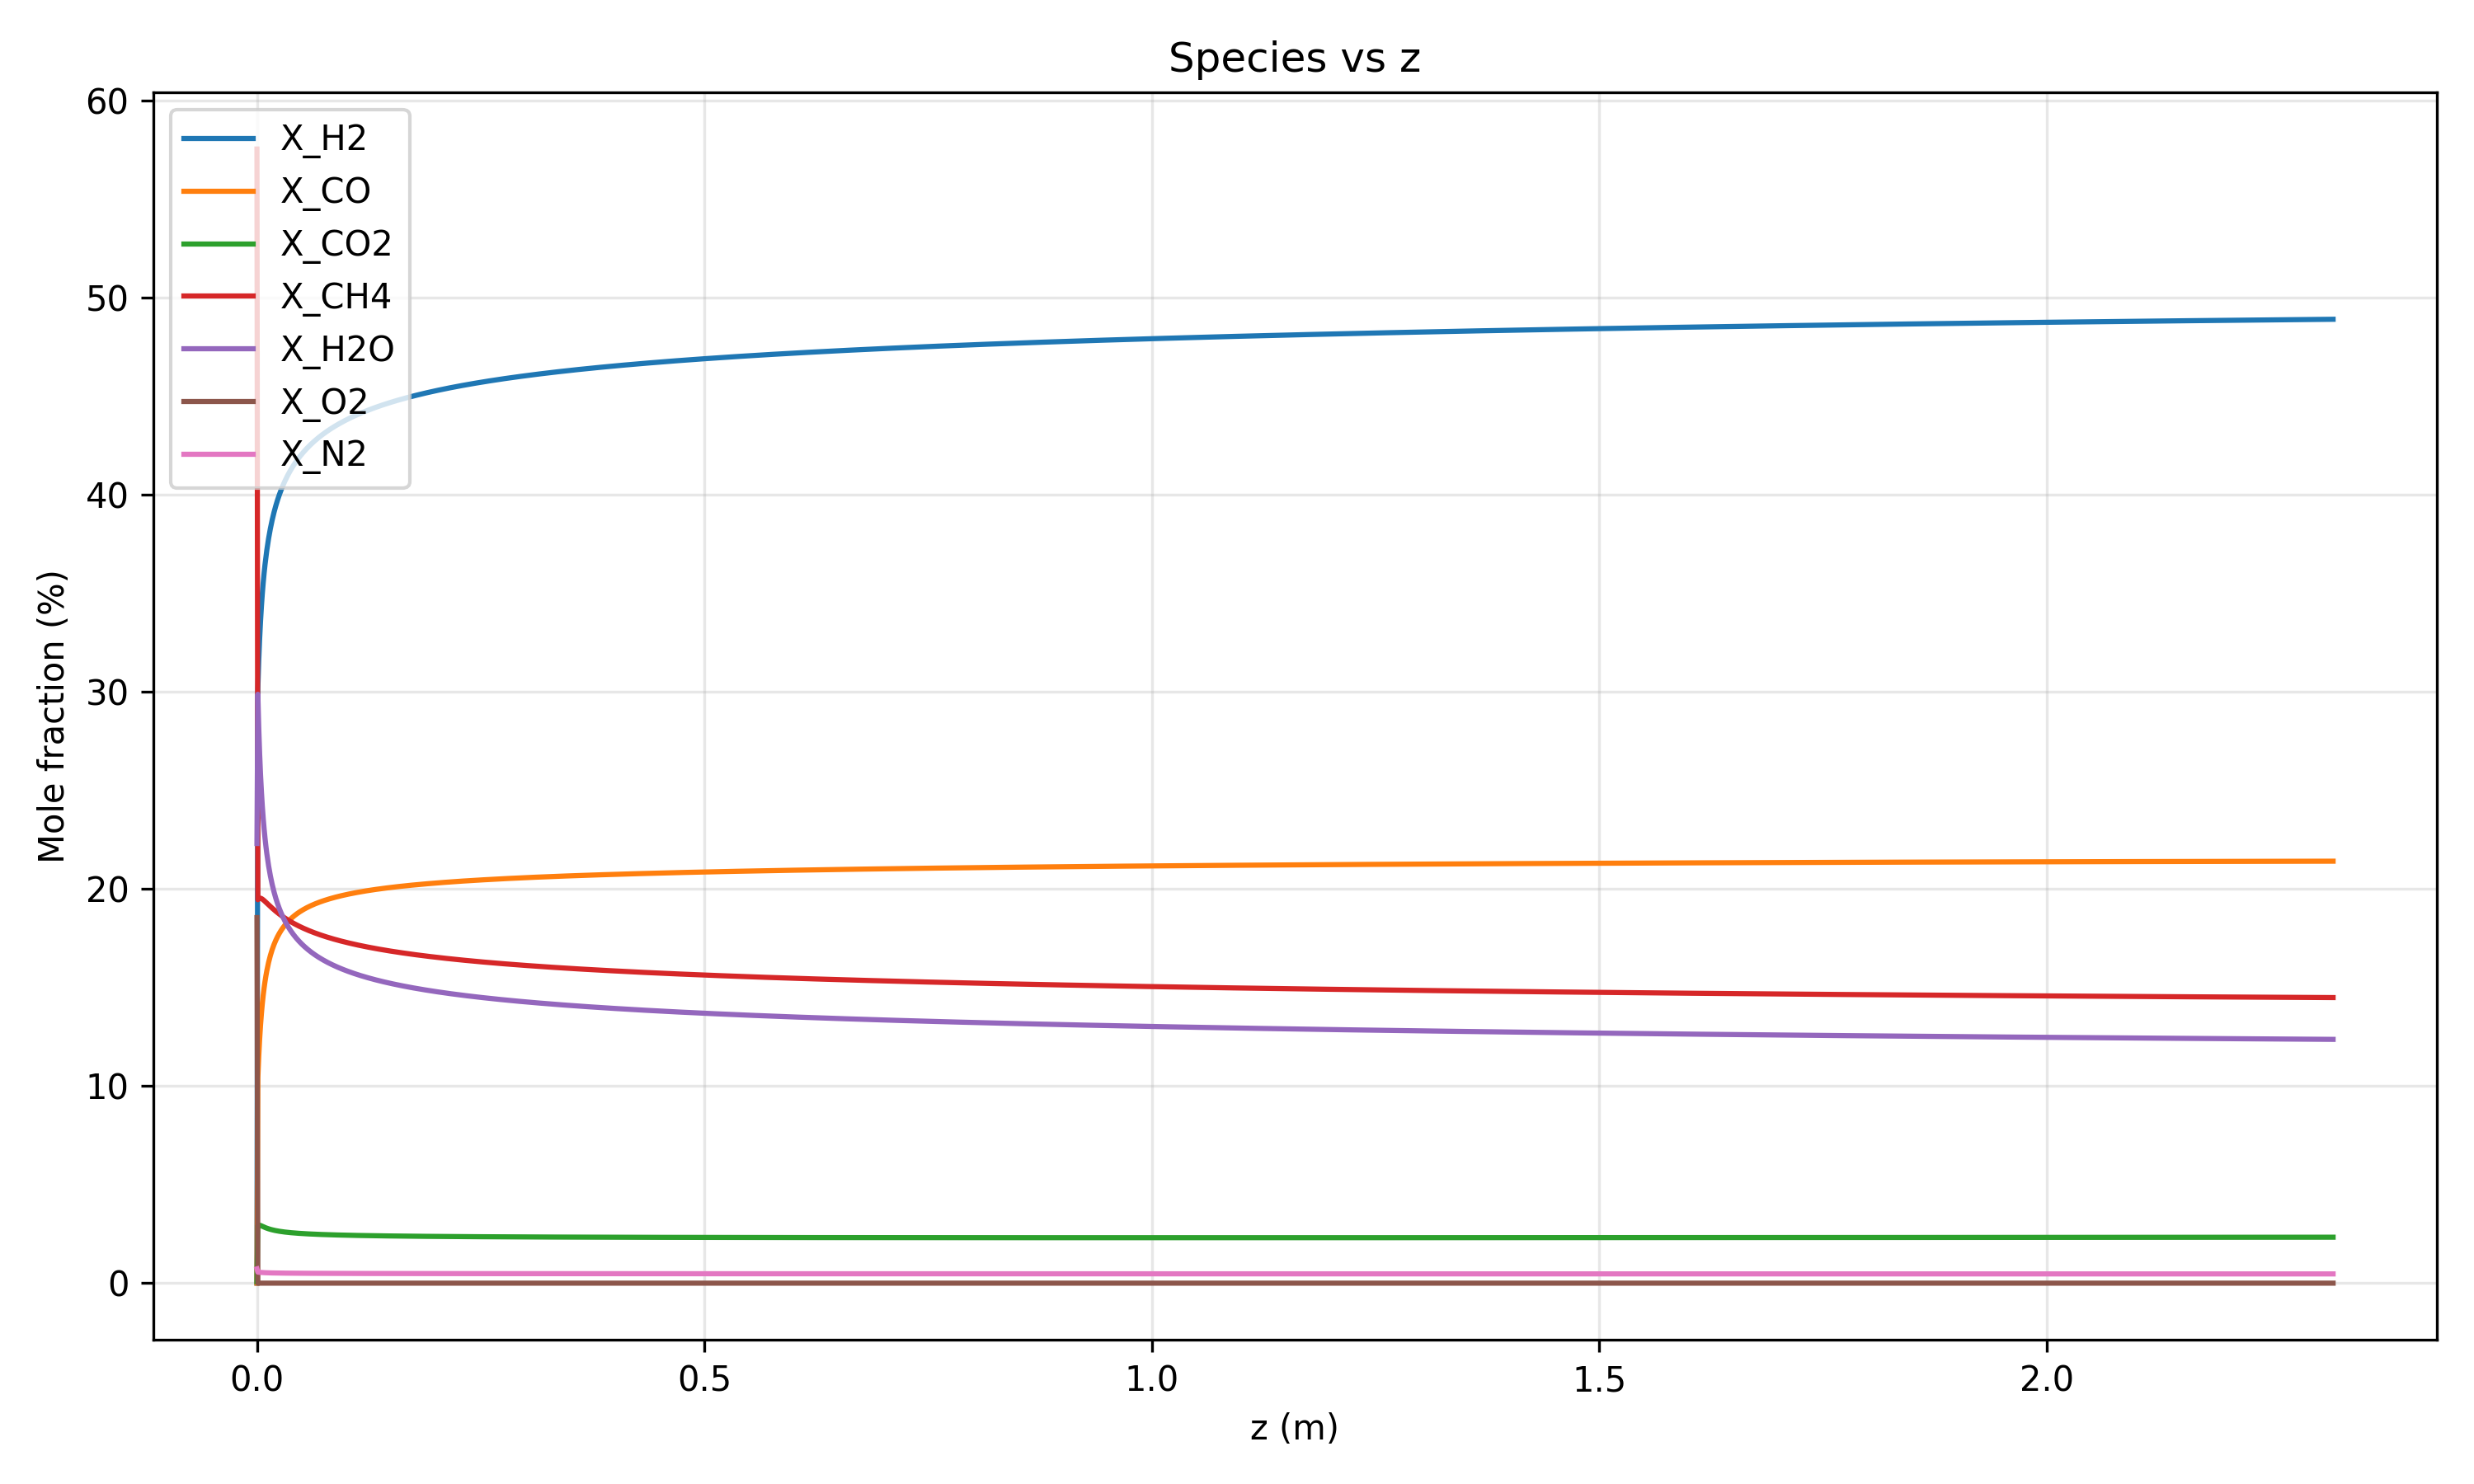 Species vs z
60
50
40
30
20
10
0
Mole fraction (%)
X_H2
X_CO
X_CO2
X_CH4
X_H2O
X_O2
X_N2
0.0 0.5 1.0 1.5 2.0
z (m)